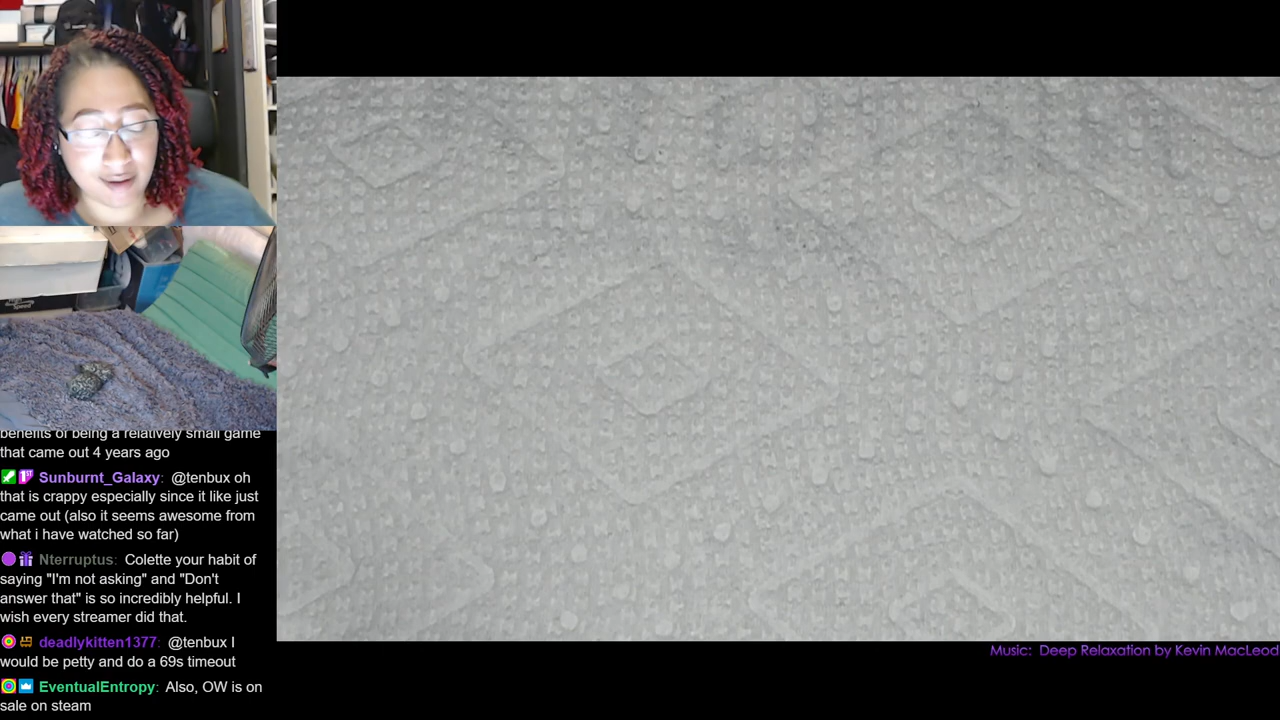 benefits of being a relatively small game
that came out 4 years ago
Sunburnt_Galaxy: @tenbux oh
that is crappy especially since it like just
came out (also it seems awesome from
what i have watched so far)
Nterruptus: Colette your habit of
saying "I'm not asking" and "Don't
answer that" is so incredibly helpful. I
wish every streamer did that.
deadlykitten1377: @tenbux I
would be petty and do a 69s timeout
EventualEntropy: Also, OW is on
sale on steam
Music: Deep Relaxation by Kevin MacLeod